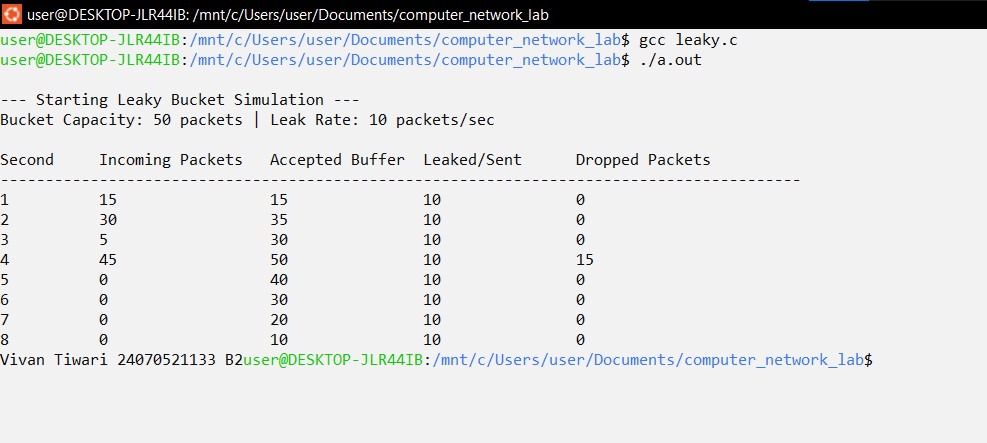 user@DESKTOP-JLR44IB: /mnt/c/Users/user/Documents/computer_network_lab
user@DESKTOP-JLR44IB:/mnt/c/Users/user/Documents/computer_network_lab$ gcc leaky.c
user@DESKTOP-JLR44IB:/mnt/c/Users/user/Documents/computer_network_lab$ ./a.out
--- Starting Leaky Bucket Simulation ---
Bucket Capacity: 50 packets | Leak Rate: 10 packets/sec
Second Incoming Packets Accepted Buffer Leaked/Sent Dropped Packets
-----------------------------------------------------------------------------------------
1 15 15 10 0
2 30 35 10 0
3 5 30 10 0
4 45 50 10 15
5 0 40 10 0
6 0 30 10 0
7 0 20 10 0
8 0 10 10 0
Vivan Tiwari 24070521133 B2user@DESKTOP-JLR44IB:/mnt/c/Users/user/Documents/computer_network_lab$